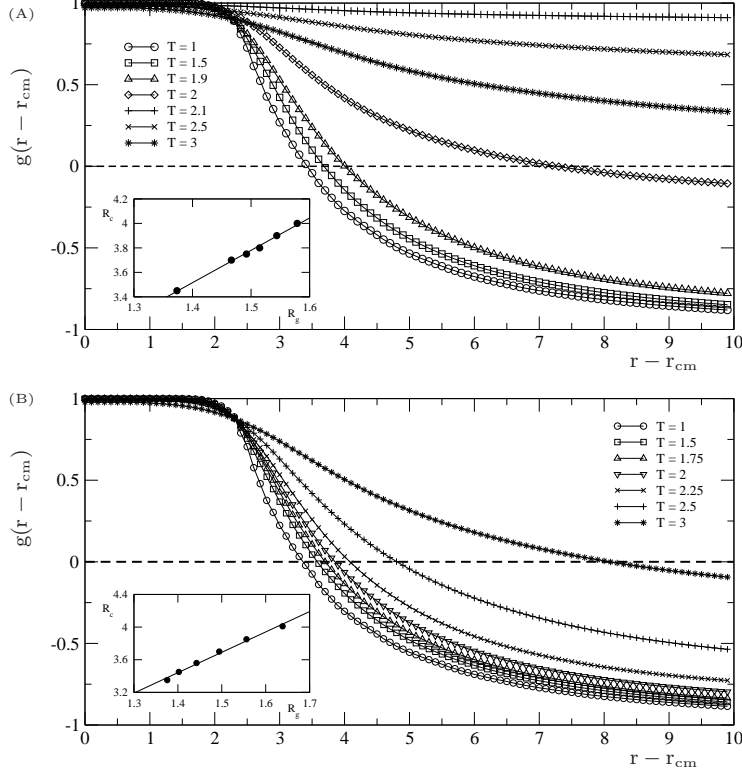 (A)
1
0.5
0
-0.5
-1
g(r − r_cm)
T = 1
T = 1.5
T = 1.9
T = 2
T = 2.1
T = 2.5
T = 3
4.2
4.0
3.8
3.6
3.4
R_c
1.3 1.4 1.5 1.6
R_g
0 1 2 3 4 5 6 7 8 9 10
r − r_cm
(B)
1
0.5
0
-0.5
-1
g(r − r_cm)
T = 1
T = 1.5
T = 1.75
T = 2
T = 2.25
T = 2.5
T = 3
4.4
4.0
3.6
3.2
R_c
1.3 1.4 1.5 1.6 1.7
R_g
0 1 2 3 4 5 6 7 8 9 10
r − r_cm